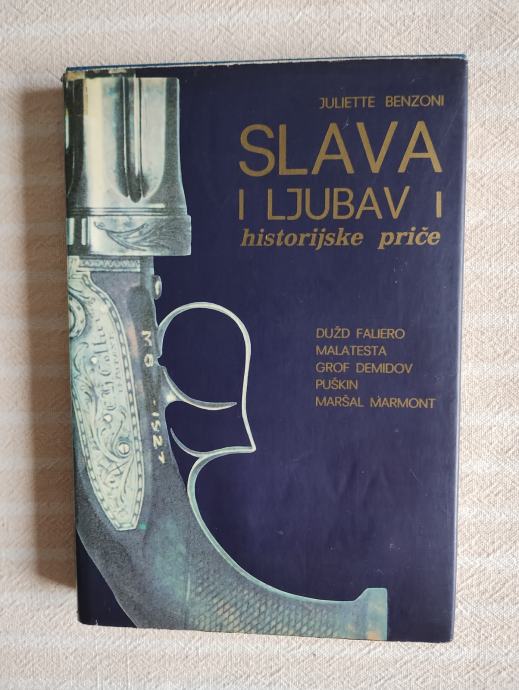 JULIETTE BENZONI
SLAVA
I LJUBAV I
historijske priče
DUŽD FALIERO
MALATESTA
GROF DEMIDOV
PUŠKIN
MARŠAL MARMONT